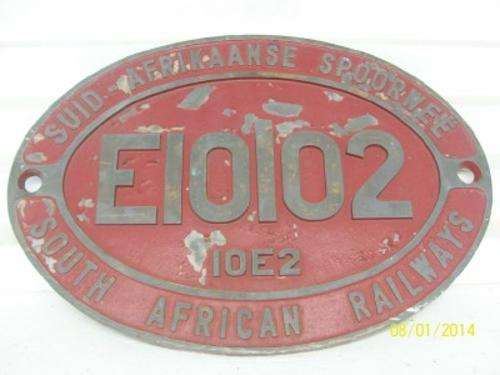 SUID-AFRIKAANSE SPOORWEË
E10102
10E2
SOUTH AFRICAN RAILWAYS
08/01/2014